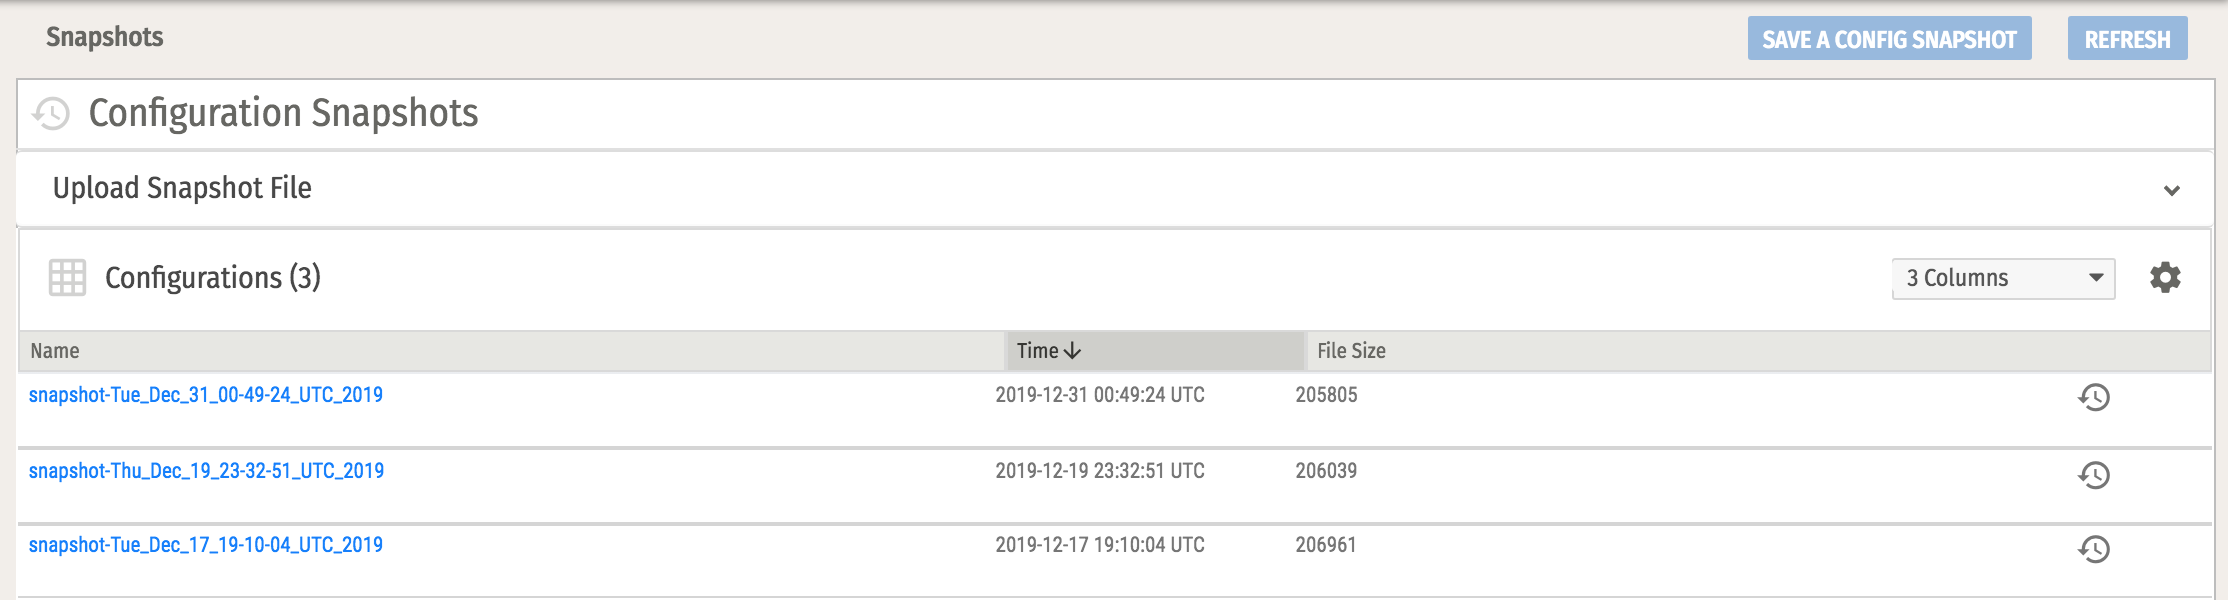 Snapshots
SAVE A CONFIG SNAPSHOT
REFRESH
Configuration Snapshots
Upload Snapshot File
Configurations (3)
3 Columns
Name Time File Size
snapshot-Tue_Dec_31_00-49-24_UTC_2019 2019-12-31 00:49:24 UTC 205805
snapshot-Thu_Dec_19_23-32-51_UTC_2019 2019-12-19 23:32:51 UTC 206039
snapshot-Tue_Dec_17_19-10-04_UTC_2019 2019-12-17 19:10:04 UTC 206961